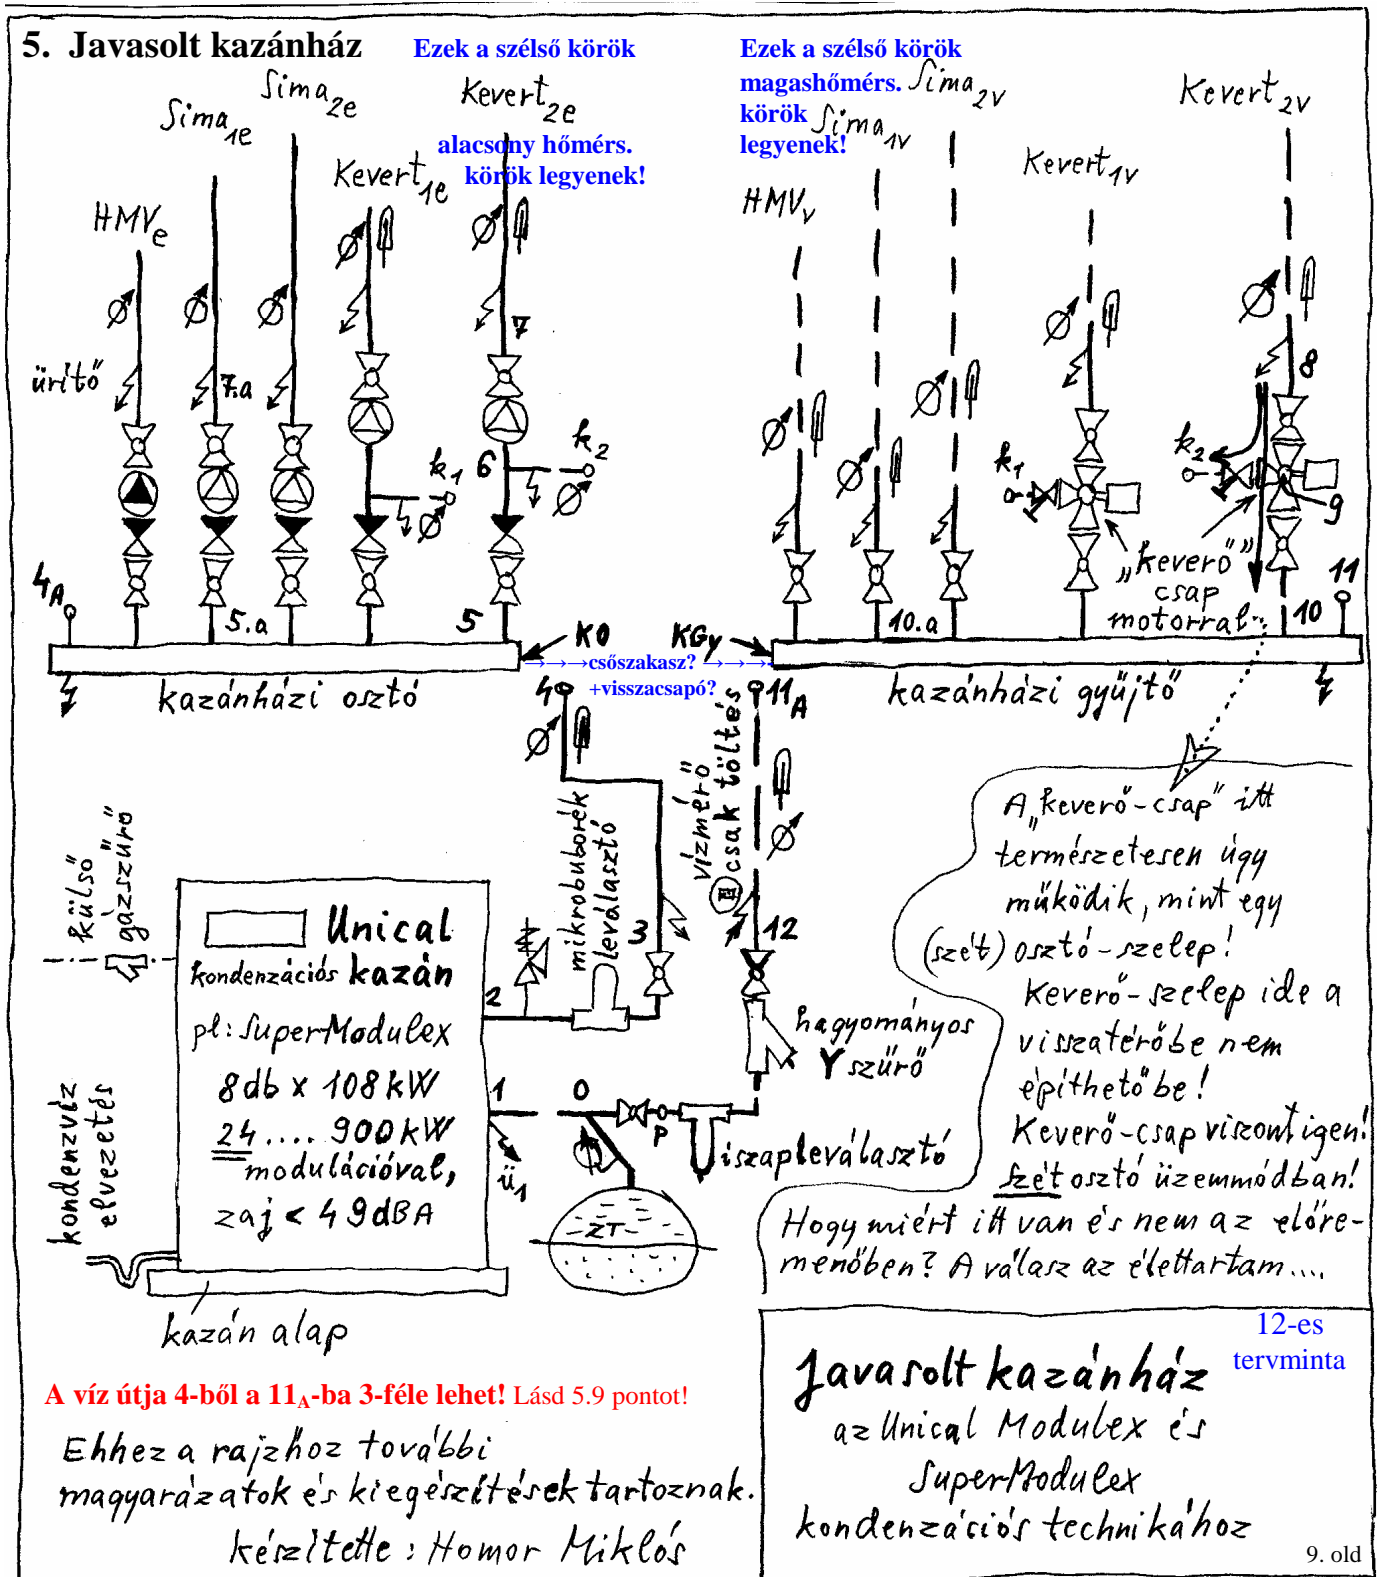 5. Javasolt kazánház
Ezek a szélső körök
alacsony hőmérs.
körök legyenek!
Ezek a szélső körök
magashőmérs.
körök
legyenek!
HMVe
Sima1e
Sima2e
Kevert1e
Kevert2e
HMVv
Sima1v
Sima2v
Kevert1v
Kevert2v
ürítő
7.a
7
8
k1
6
k2
k1
k2
9
„keverő”
csap
motorral
4A
5.a
5
KO
KGy
10.a
10
11
→→→csőszakasz? →→→
+visszacsapó?
kazánházi osztó
4
11A
kazánházi gyűjtő
mikrobuborék
leválasztó
vízmérő
csak töltés
külső
gázszűrő
Unical
kondenzációs kazán
pl: SuperModulex
8db x 108kW
24.... 900kW
modulációval,
zaj < 49dBA
2
3
12
hagyományos
Y szűrő
1
0
P
ü1
iszapleválasztó
ZT
kondenzvíz
elvezetés
kazán alap
A „keverő-csap” itt
természetesen úgy
működik, mint egy
(szét) osztó-szelep!
Keverő-szelep ide a
visszatérőbe nem
építhető be!
Keverő-csap viszont igen!
szét osztó üzemmódban!
Hogy miért itt van és nem az előre-
menőben? A válasz az élettartam....
A víz útja 4-ből a 11A-ba 3-féle lehet! Lásd 5.9 pontot!
Ehhez a rajzhoz további
magyarázatok és kiegészítések tartoznak.
készítette: Homor Miklós
12-es
tervminta
Javasolt kazánház
az Unical Modulex és
SuperModulex
kondenzációs technikához
9. old